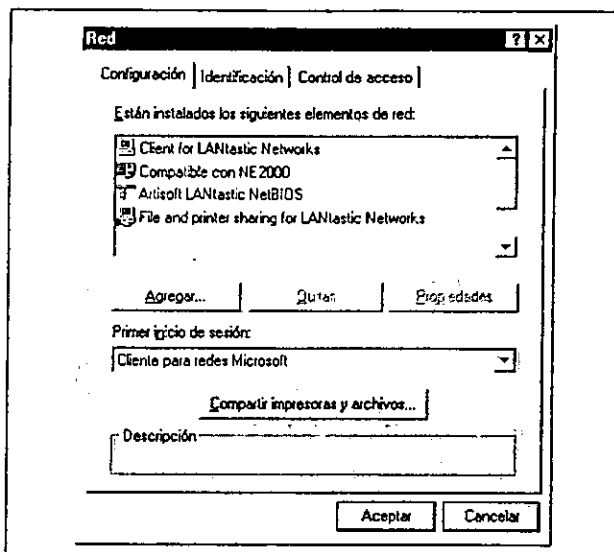 Red
Configuración Identificación Control de acceso
Están instalados los siguientes elementos de red:
Client for LANtastic Networks
Compatible con NE2000
Artisoft LANtastic NetBIOS
File and printer sharing for LANtastic Networks
Agregar... Quitar Propiedades
Primer inicio de sesión:
Cliente para redes Microsoft
Compartir impresoras y archivos...
Descripción
Aceptar Cancelar